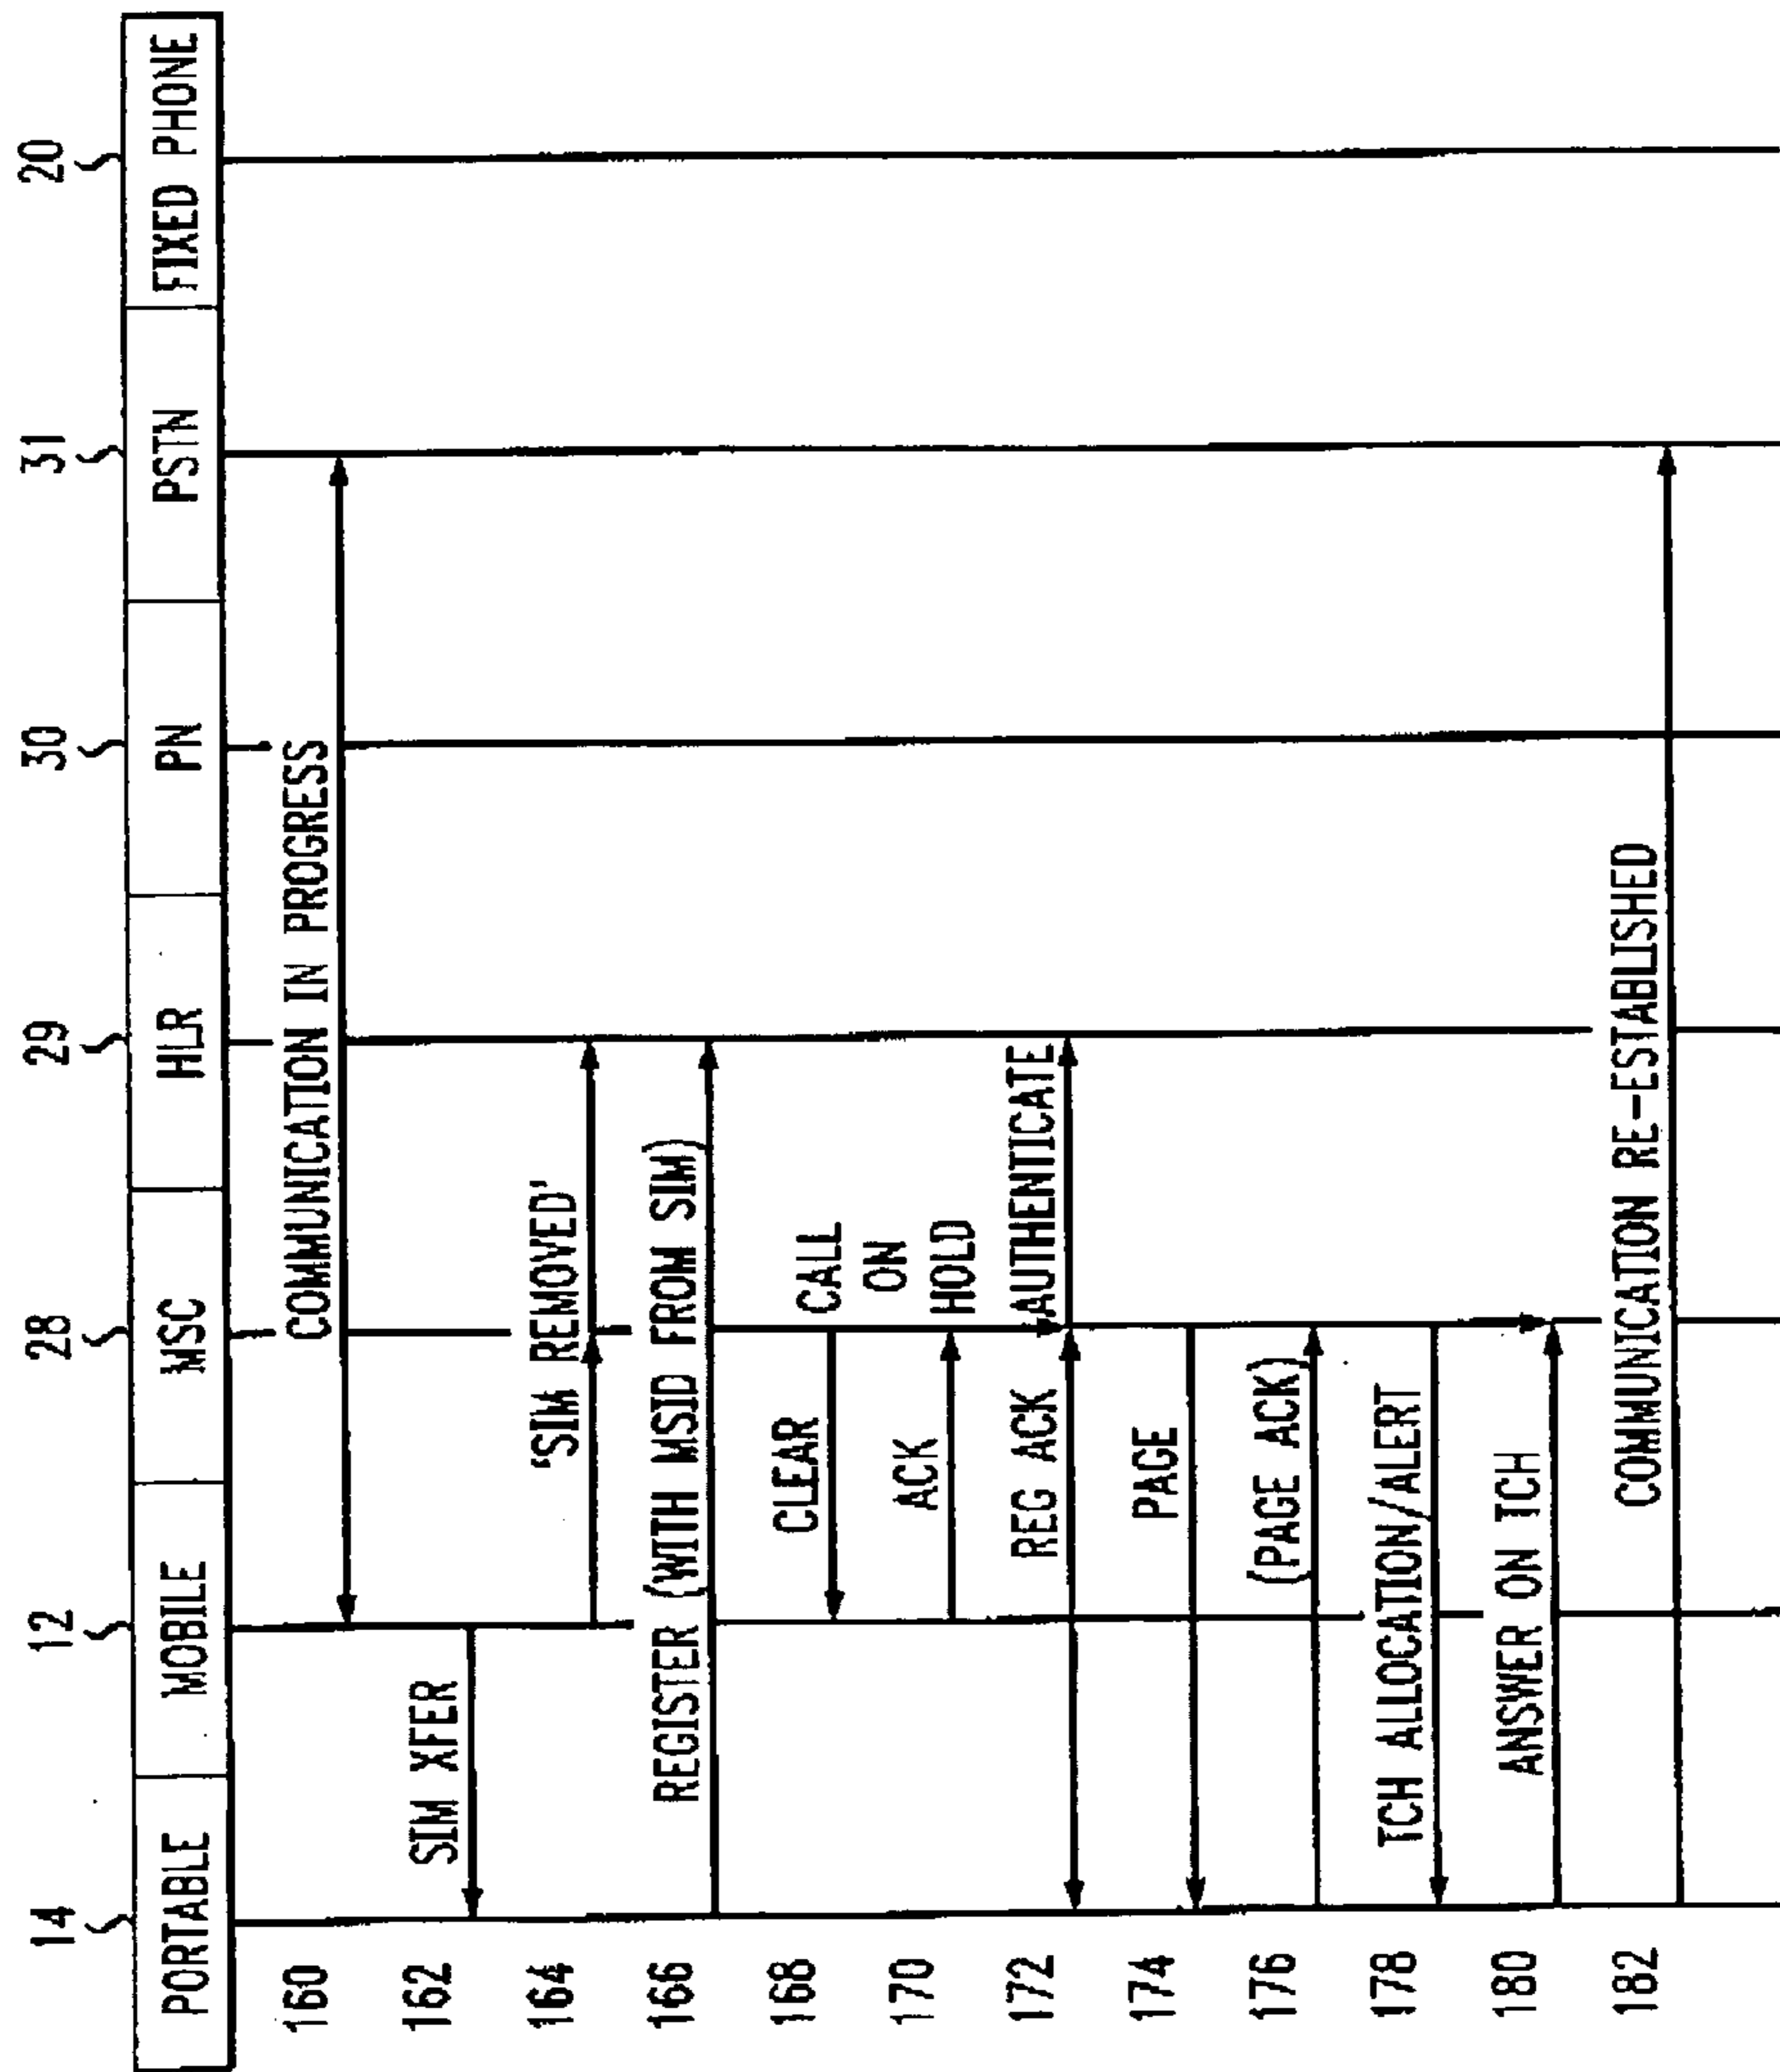 14 12 28 29 30 31 20
PORTABLE MOBILE MSC HLR PN PSTN FIXED PHONE
160 COMMUNICATION IN PROGRESS
162 SIM XFER
164 'SIM REMOVED'
166 REGISTER (WITH MSID FROM SIM)
168 CLEAR CALL
ON
170 ACK HOLD
172 REG ACK AUTHENTICATE
174 PAGE
176 (PAGE ACK)
178 TCH ALLOCATION/ALERT
180 ANSWER ON TCH
182 COMMUNICATION RE-ESTABLISHED